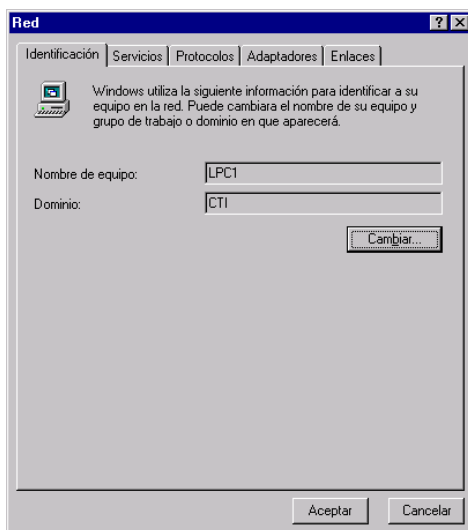 Red
Identificación Servicios Protocolos Adaptadores Enlaces
Windows utiliza la siguiente información para identificar a su
equipo en la red. Puede cambiara el nombre de su equipo y
grupo de trabajo o dominio en que aparecerá.
Nombre de equipo: LPC1
Dominio: CTI
Cambiar...
Aceptar Cancelar